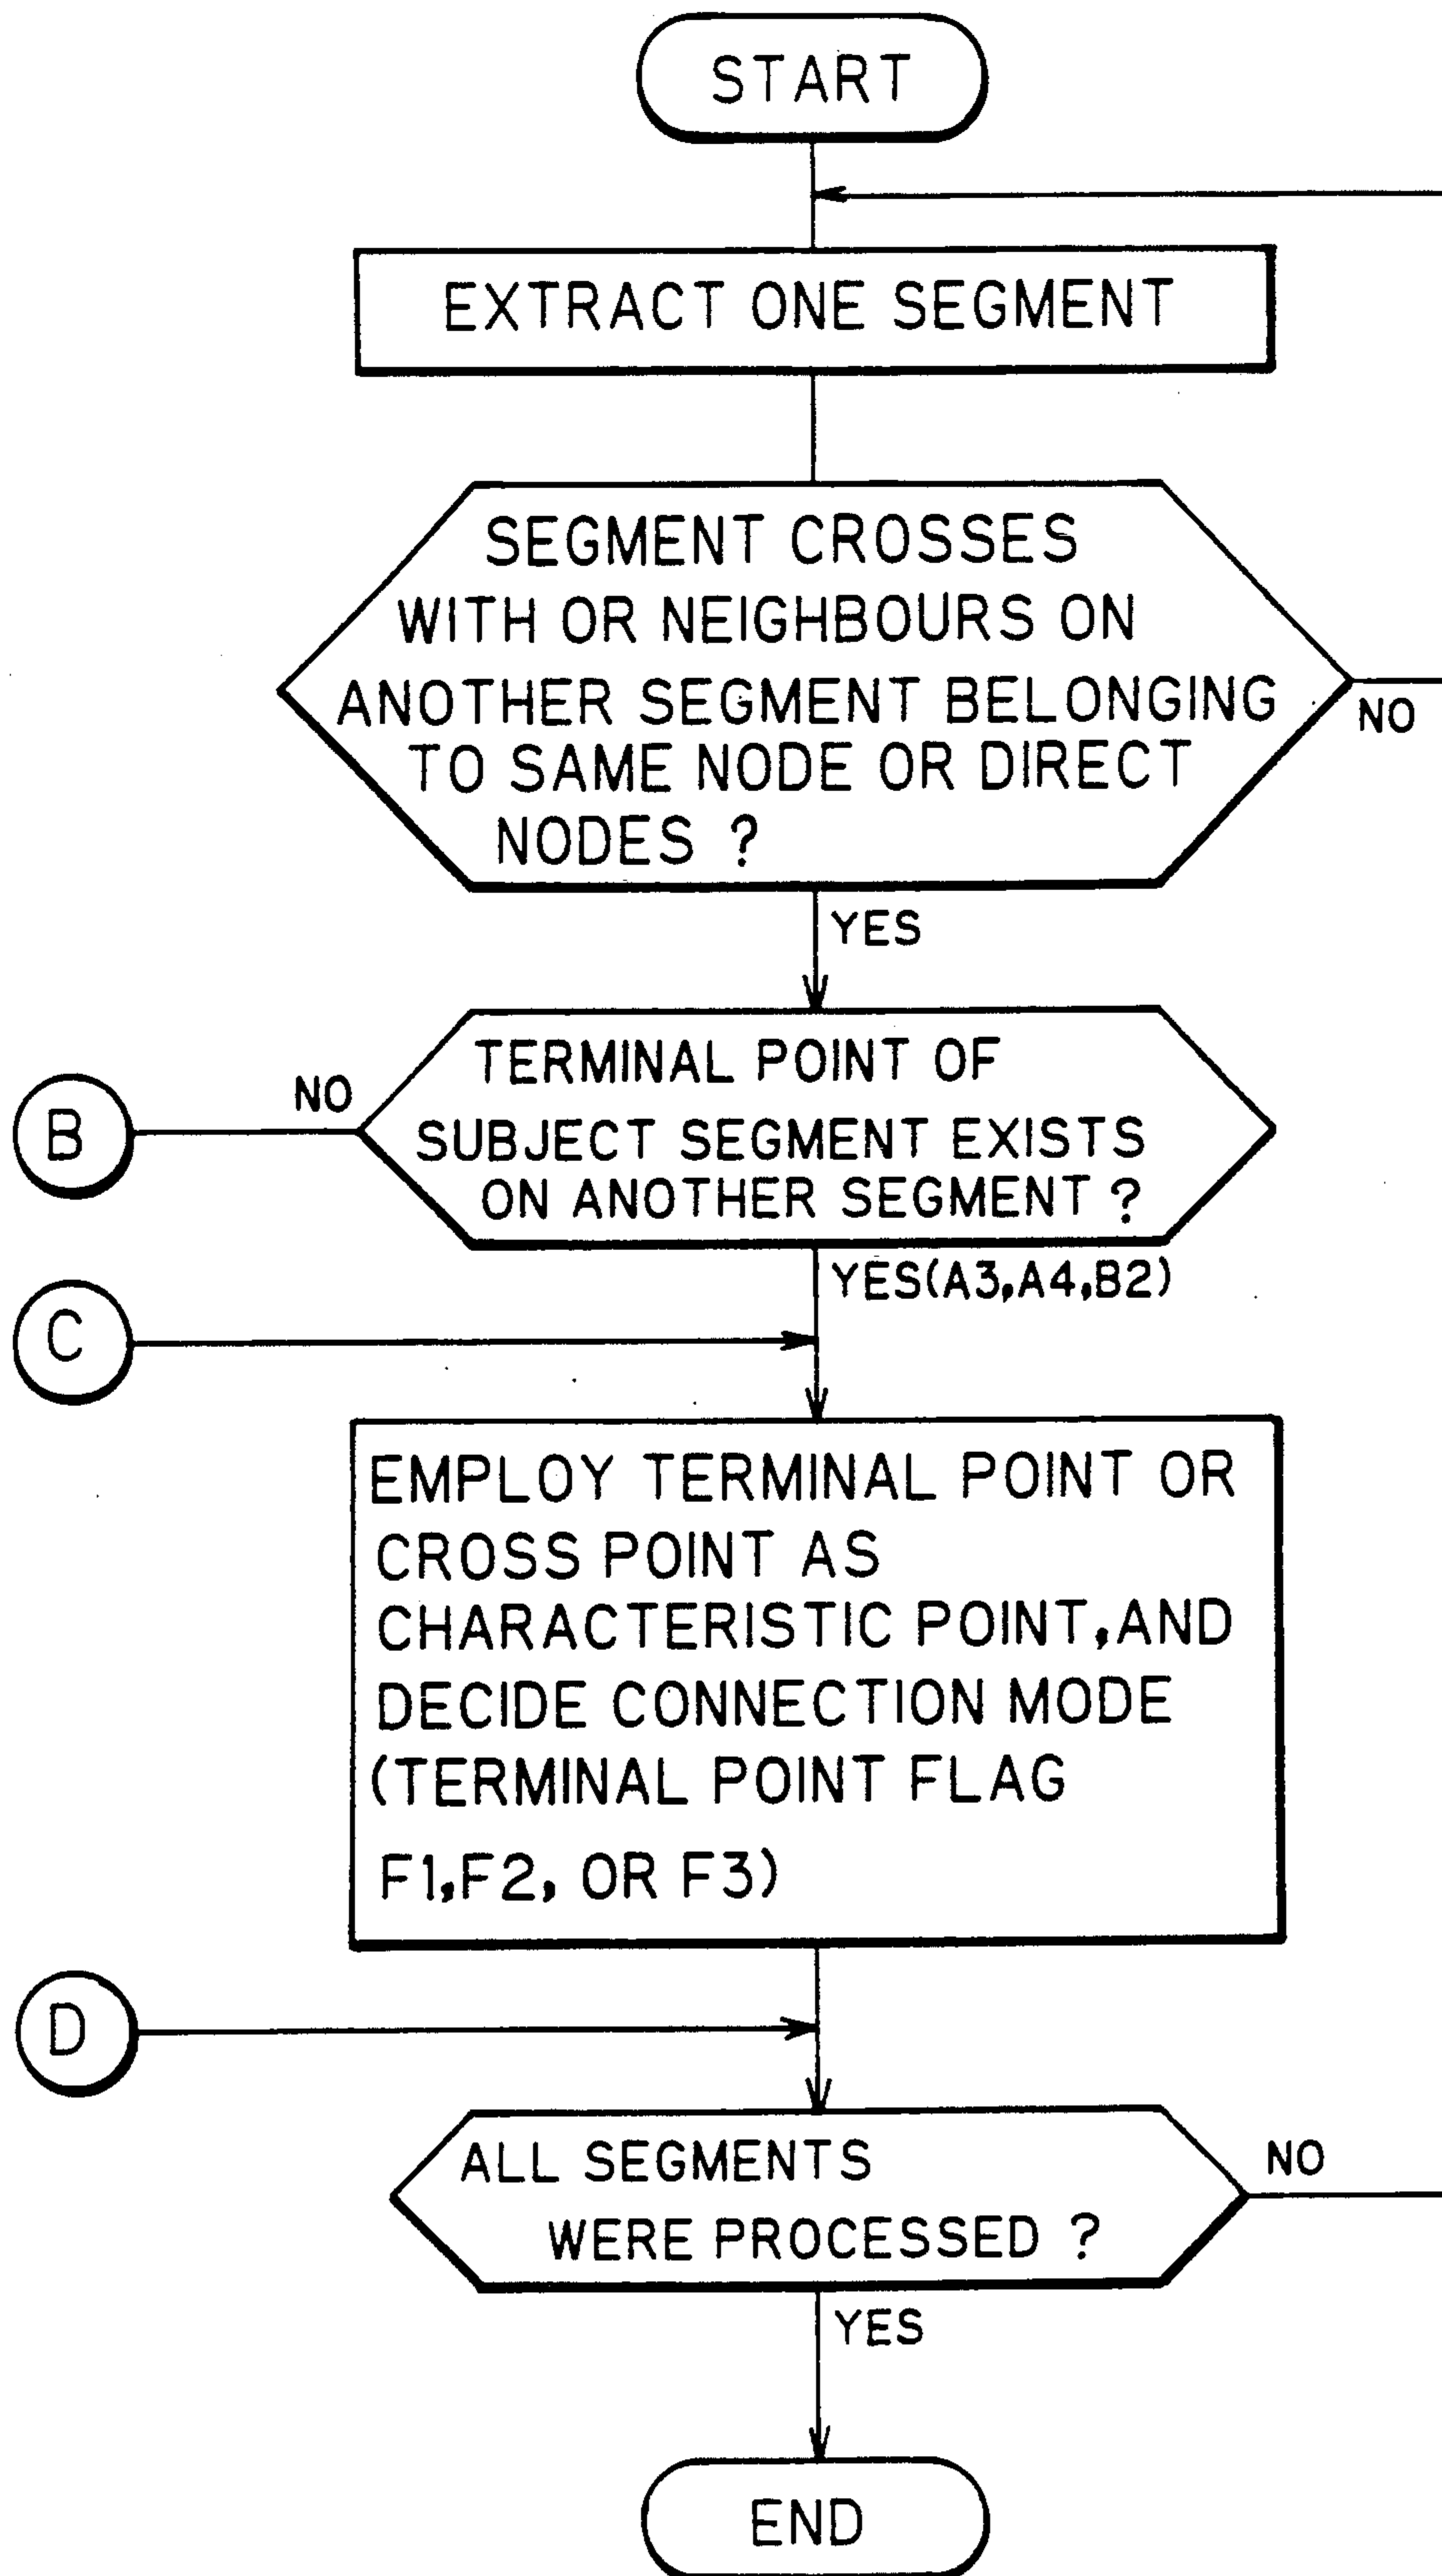 START
EXTRACT ONE SEGMENT
SEGMENT CROSSES
WITH OR NEIGHBOURS ON
ANOTHER SEGMENT BELONGING
TO SAME NODE OR DIRECT
NODES ?
NO
YES
B
NO
TERMINAL POINT OF
SUBJECT SEGMENT EXISTS
ON ANOTHER SEGMENT ?
YES(A3,A4,B2)
C
EMPLOY TERMINAL POINT OR
CROSS POINT AS
CHARACTERISTIC POINT,AND
DECIDE CONNECTION MODE
(TERMINAL POINT FLAG
F1,F2, OR F3)
D
ALL SEGMENTS
WERE PROCESSED ?
NO
YES
END